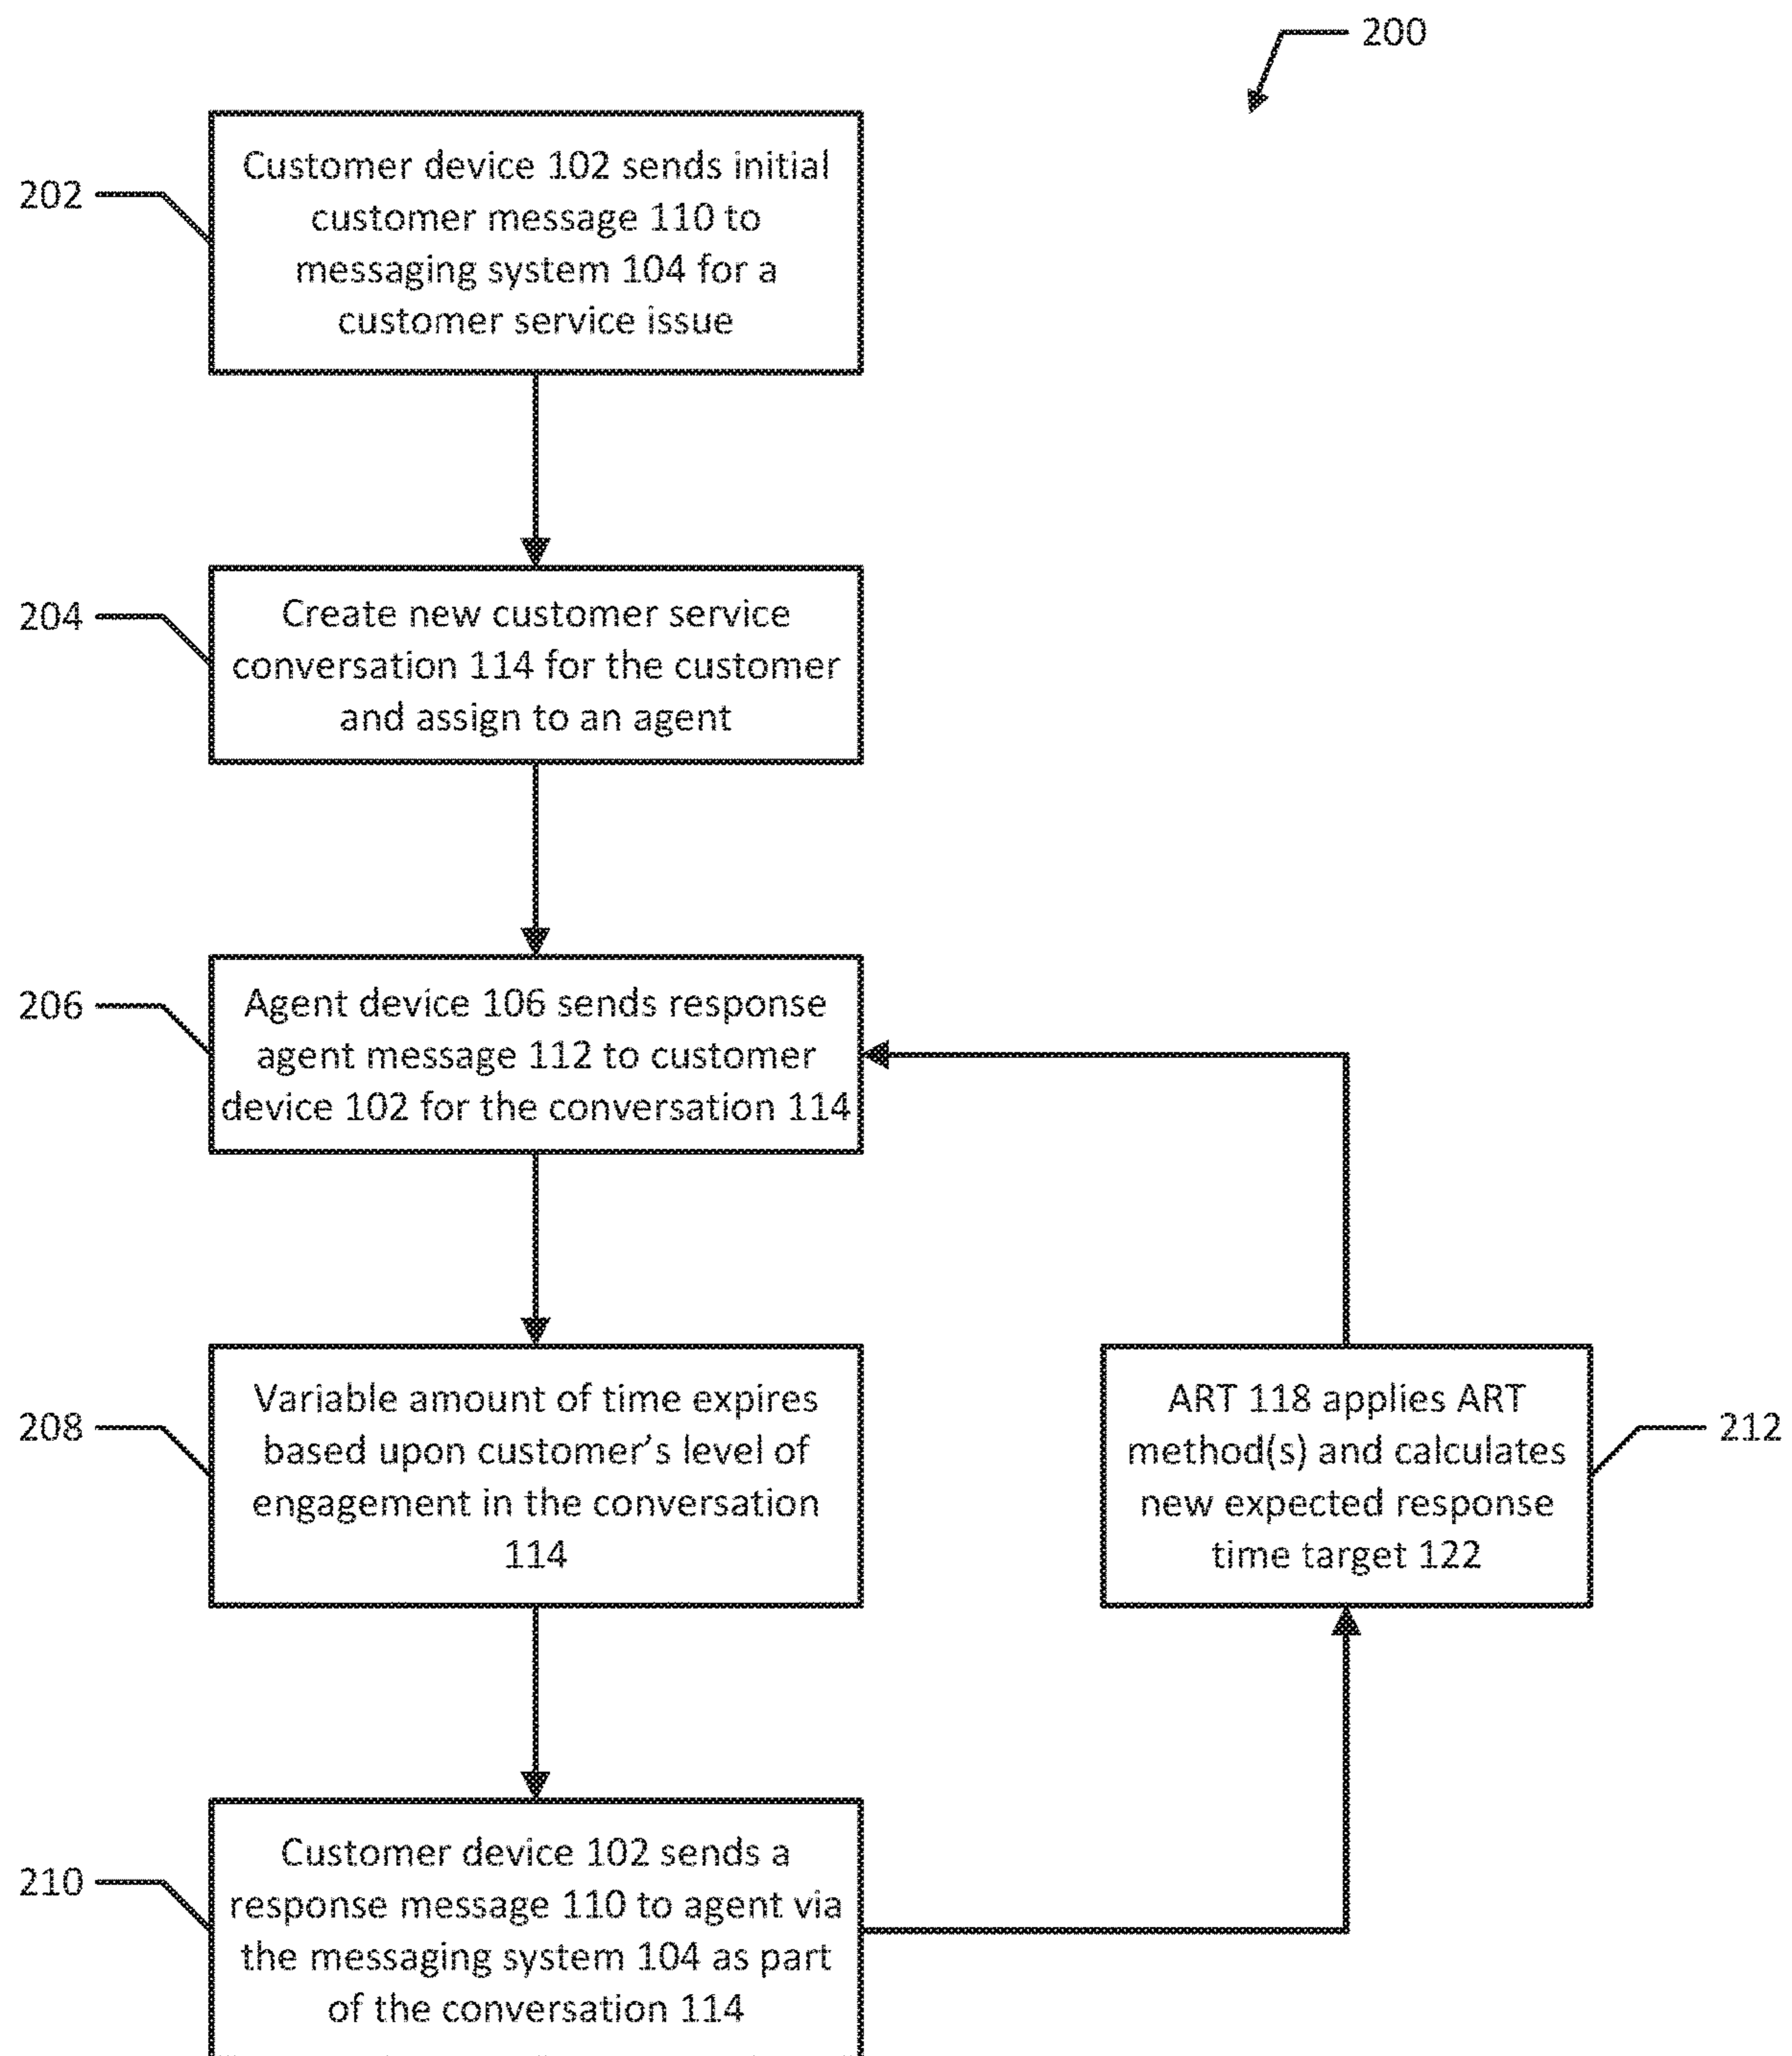 200
202
Customer device 102 sends initial
customer message 110 to
messaging system 104 for a
customer service issue
204
Create new customer service
conversation 114 for the customer
and assign to an agent
206
Agent device 106 sends response
agent message 112 to customer
device 102 for the conversation 114
208
Variable amount of time expires
based upon customer's level of
engagement in the conversation
114
ART 118 applies ART
method(s) and calculates
new expected response
time target 122
212
210
Customer device 102 sends a
response message 110 to agent via
the messaging system 104 as part
of the conversation 114